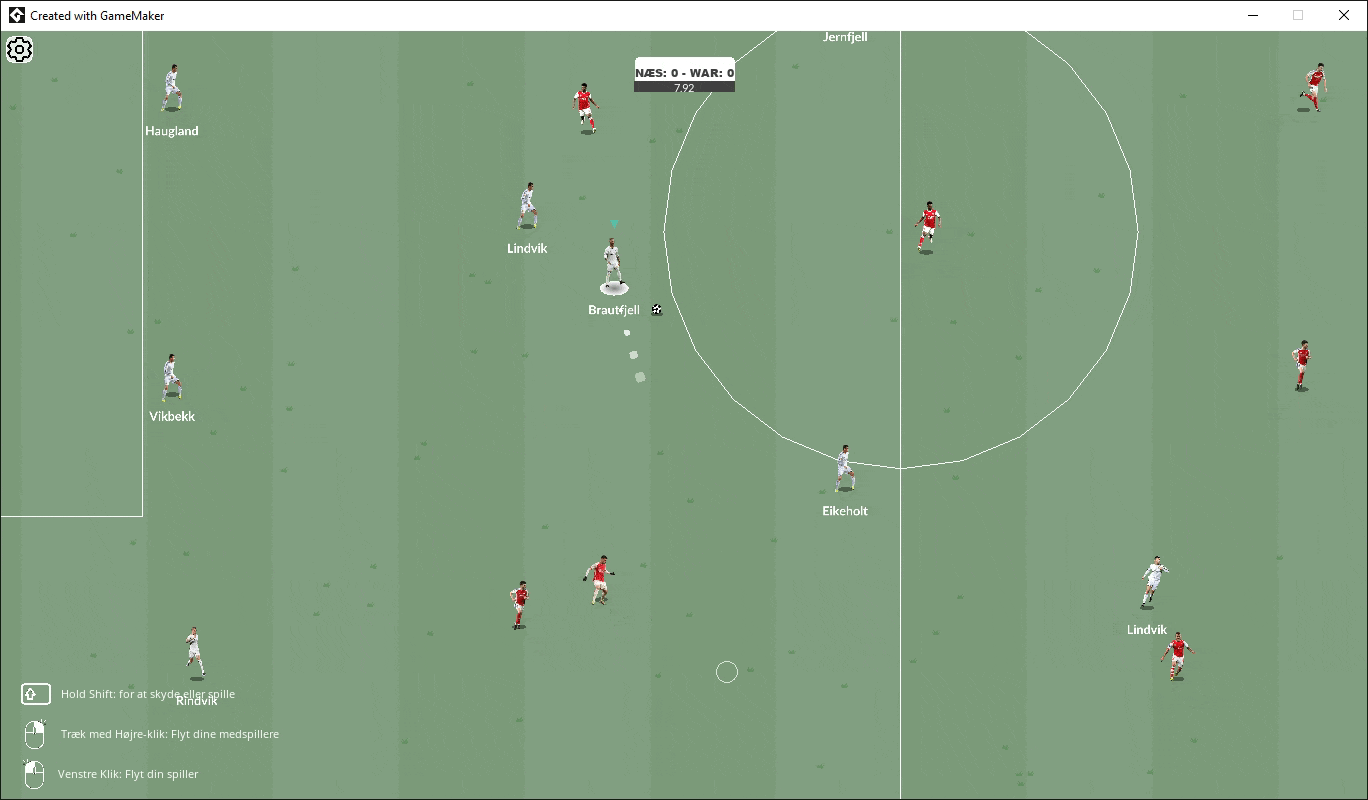 Created with GameMaker
Jernfjell
NÆS: 0 - WAR: 0
7.92
Haugland
Lindvik
Brautfjell
Vikbekk
Eikeholt
Lindvik
Rindvik
Hold Shift: for at skyde eller spille
Træk med Højre-klik: Flyt dine medspillere
Venstre Klik: Flyt din spiller